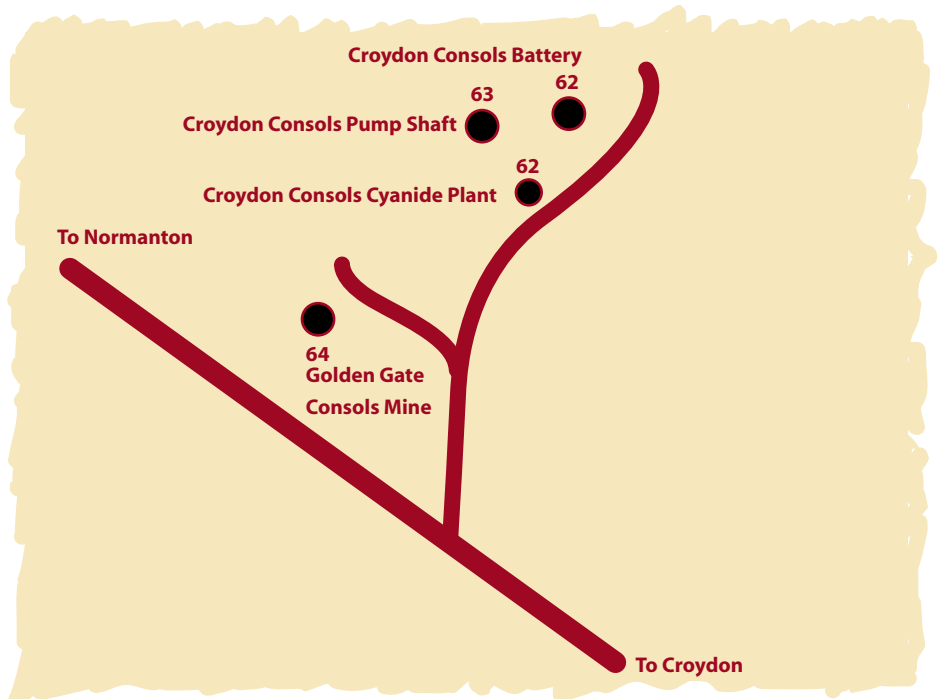 Croydon Consols Battery
62
63
Croydon Consols Pump Shaft
62
Croydon Consols Cyanide Plant
To Normanton
64
Golden Gate
Consols Mine
To Croydon